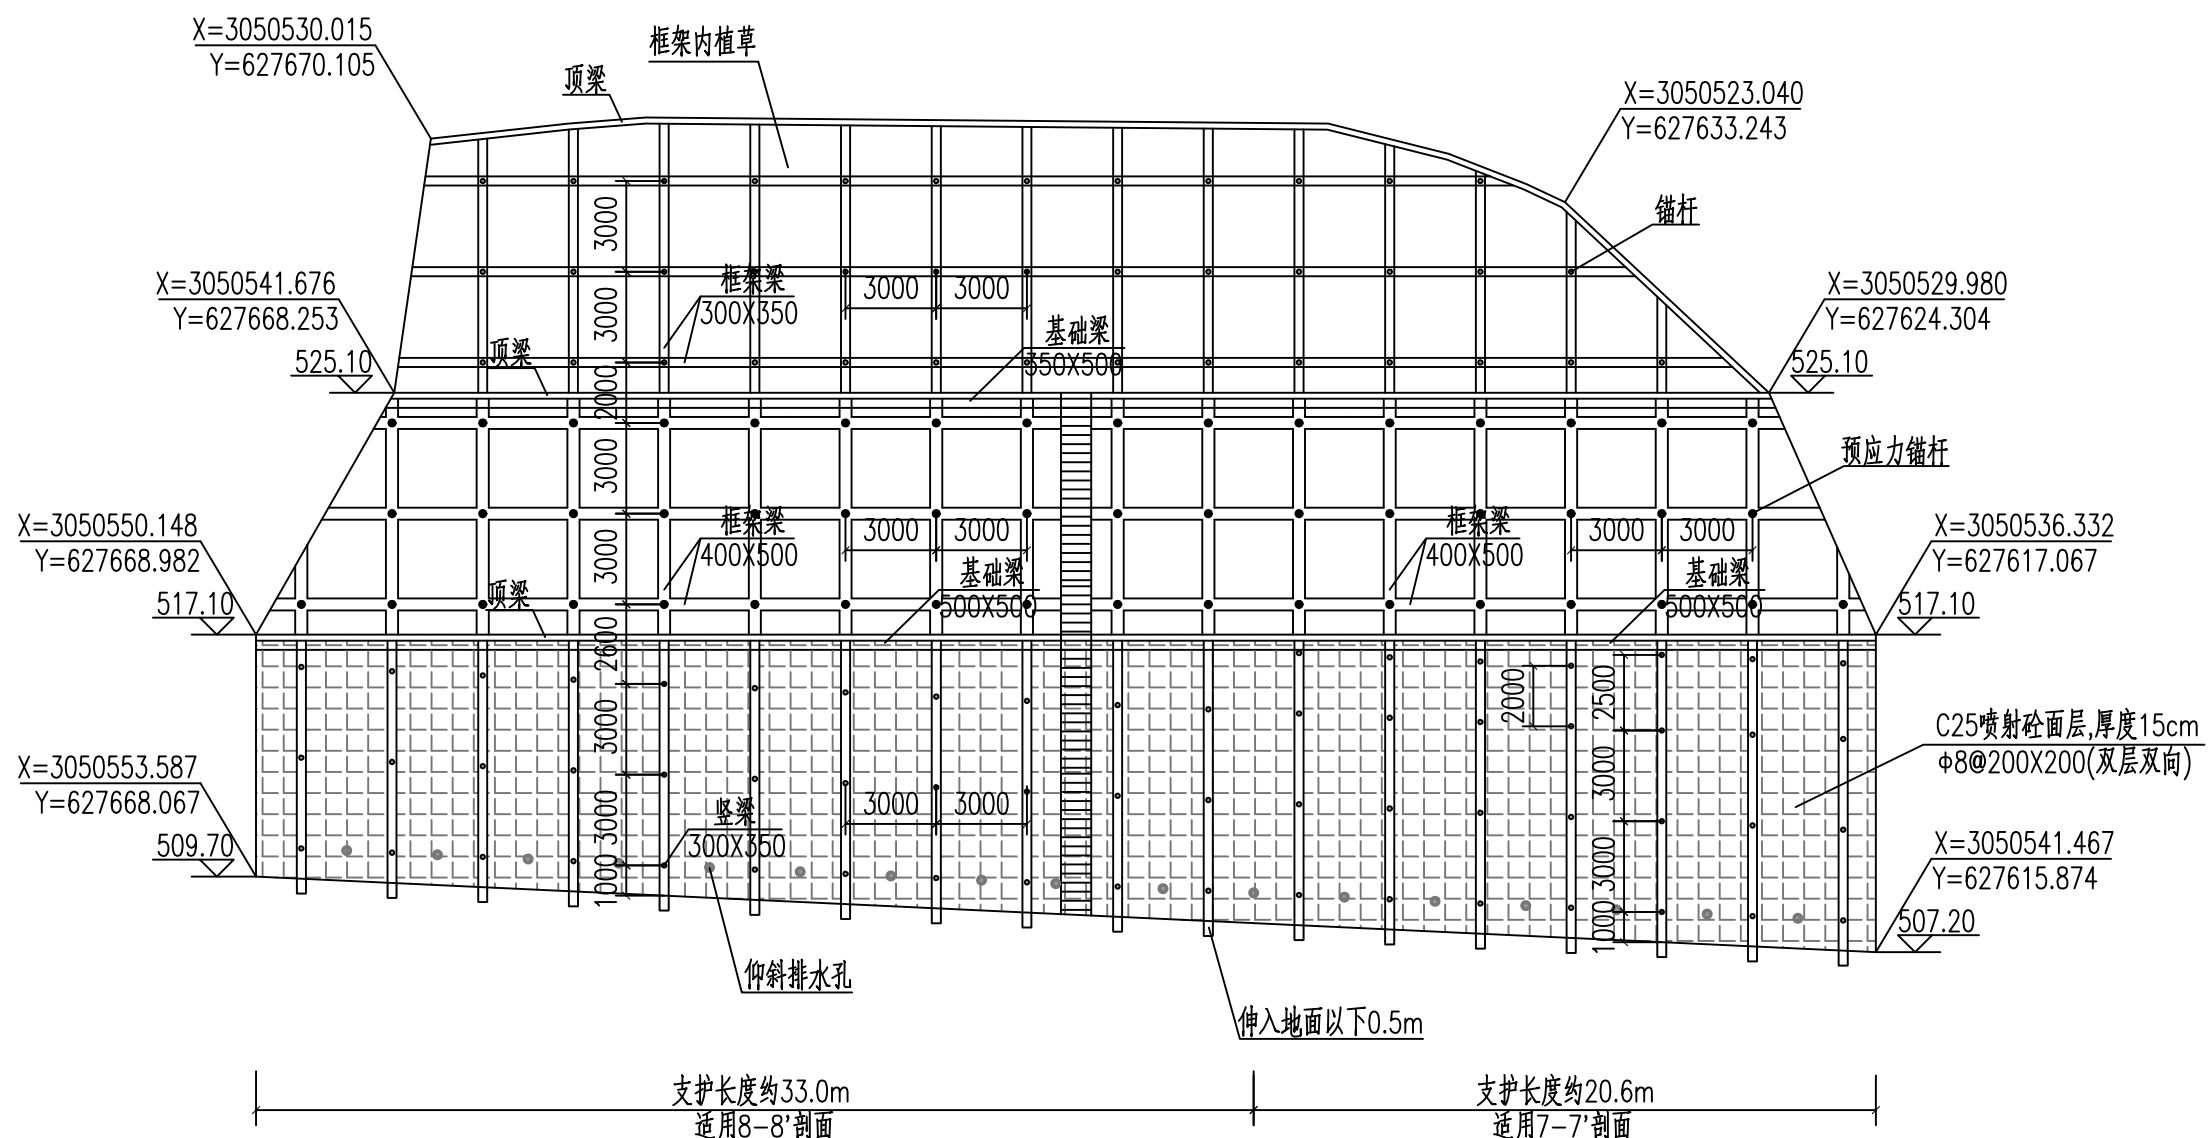 X=3050530.015
Y=627670.105
框架内植草
顶梁
X=3050523.040
Y=627633.243
锚杆
3000
X=3050541.676
Y=627668.253
525.10
框架梁
300X350
3000
3000
3000
基础梁
350X500
顶梁
X=3050529.980
Y=627624.304
525.10
2000
3000
预应力锚杆
X=3050550.148
Y=627668.982
517.10
框架梁
400X500
3000
3000
3000
基础梁
500X500
顶梁
框架梁
400X500
3000
3000
基础梁
500X500
X=3050536.332
Y=627617.067
517.10
2600
3000
2000
2500
3000
C25喷射砼面层,厚度15cm
Φ8@200X200(双层双向)
X=3050553.587
Y=627668.067
509.70
3000
1000
竖梁
300X350
3000
3000
3000
1000
X=3050541.467
Y=627615.874
507.20
仰斜排水孔
伸入地面以下0.5m
支护长度约33.0m
适用8-8'剖面
支护长度约20.6m
适用7-7'剖面